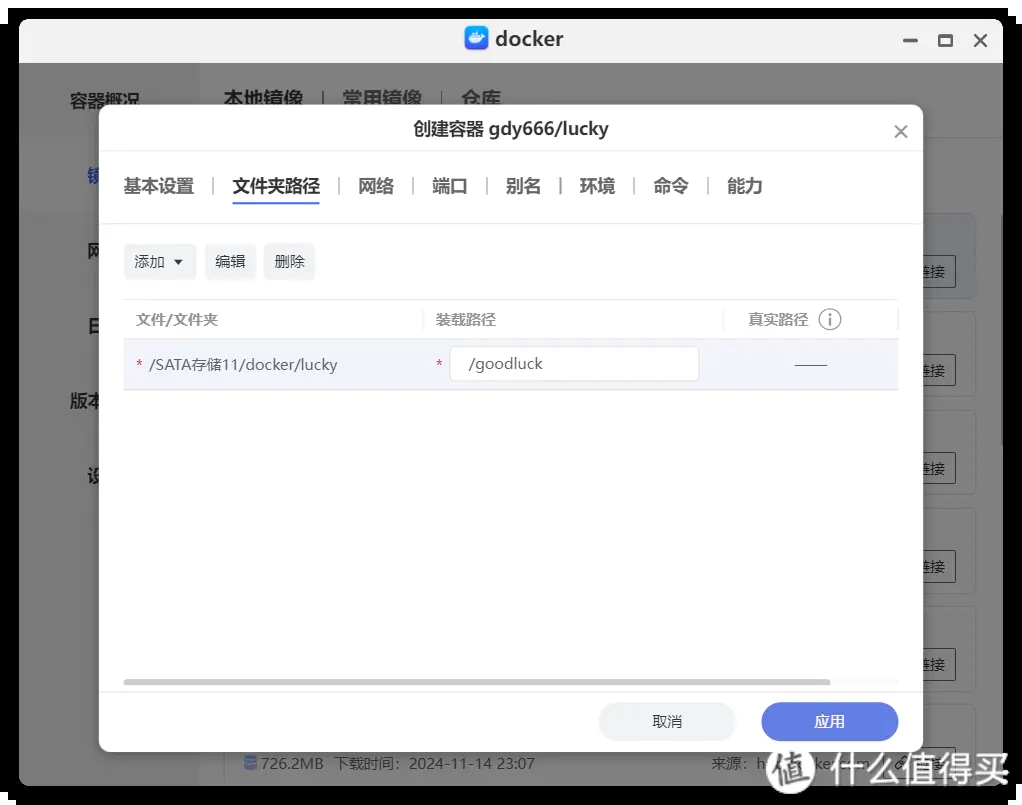 docker
容器概况
本地镜像 | 常用镜像 | 仓库
创建容器 gdy666/lucky
基本设置 | 文件夹路径 | 网络 | 端口 | 别名 | 环境 | 命令 | 能力
添加 编辑 删除
文件/文件夹 装载路径 真实路径
* /SATA存储11/docker/lucky * /goodluck ——
版本
取消 应用
726.2MB 下载时间: 2024-11-14 23:07 来源:
值 什么值得买